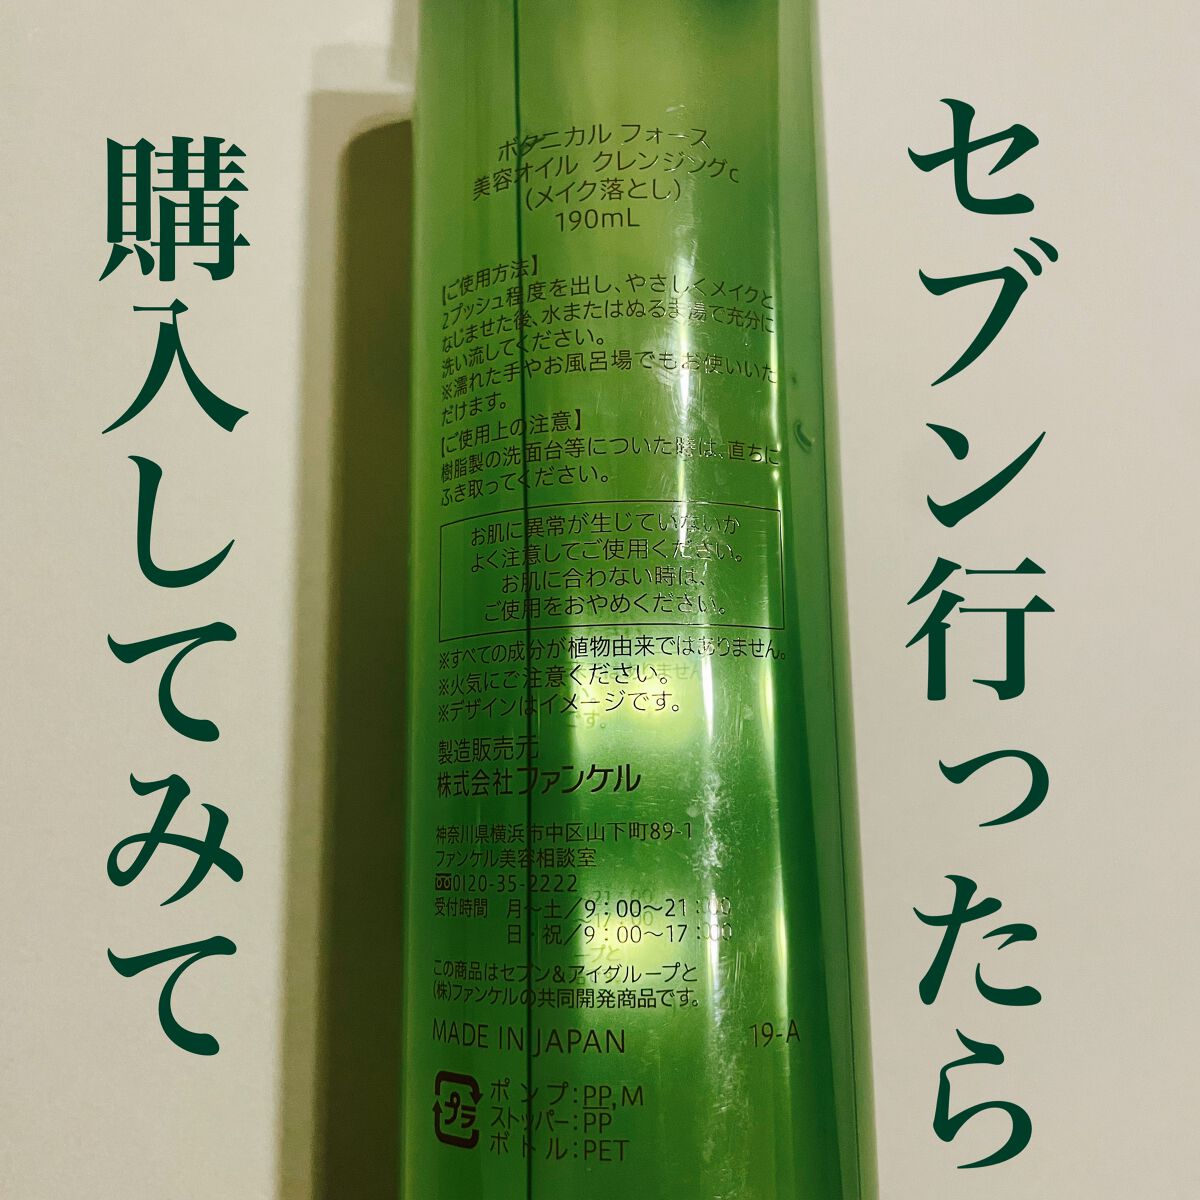 セブン行ったら
購入してみて
ボタニカル フォース
美容オイル クレンジングc
(メイク落とし)
190mL
【ご使用方法】
2プッシュ程度を出し、やさしくメイクと
なじませた後、水またはぬるま湯で充分に
洗い流してください。
※濡れた手やお風呂場でもお使いいた
だけます。
【ご使用上の注意】
樹脂製の洗面台等についた時は、直ちに
ふき取ってください。
お肌に異常が生じていないか
よく注意してご使用ください。
お肌に合わない時は、
ご使用をおやめください。
※すべての成分が植物由来ではありません。
※火気にご注意ください。
※デザインはイメージです。
製造販売元
株式会社ファンケル
神奈川県横浜市中区山下町89-1
ファンケル美容相談室
0120-35-2222
受付時間 月〜土/9:00〜21:00
日・祝/9:00〜17:00
この商品はセブン&アイグループと
(株)ファンケルの共同開発商品です。
MADE IN JAPAN 19-A
プラ
ポンプ:PP,M
ストッパー:PP
ボトル:PET